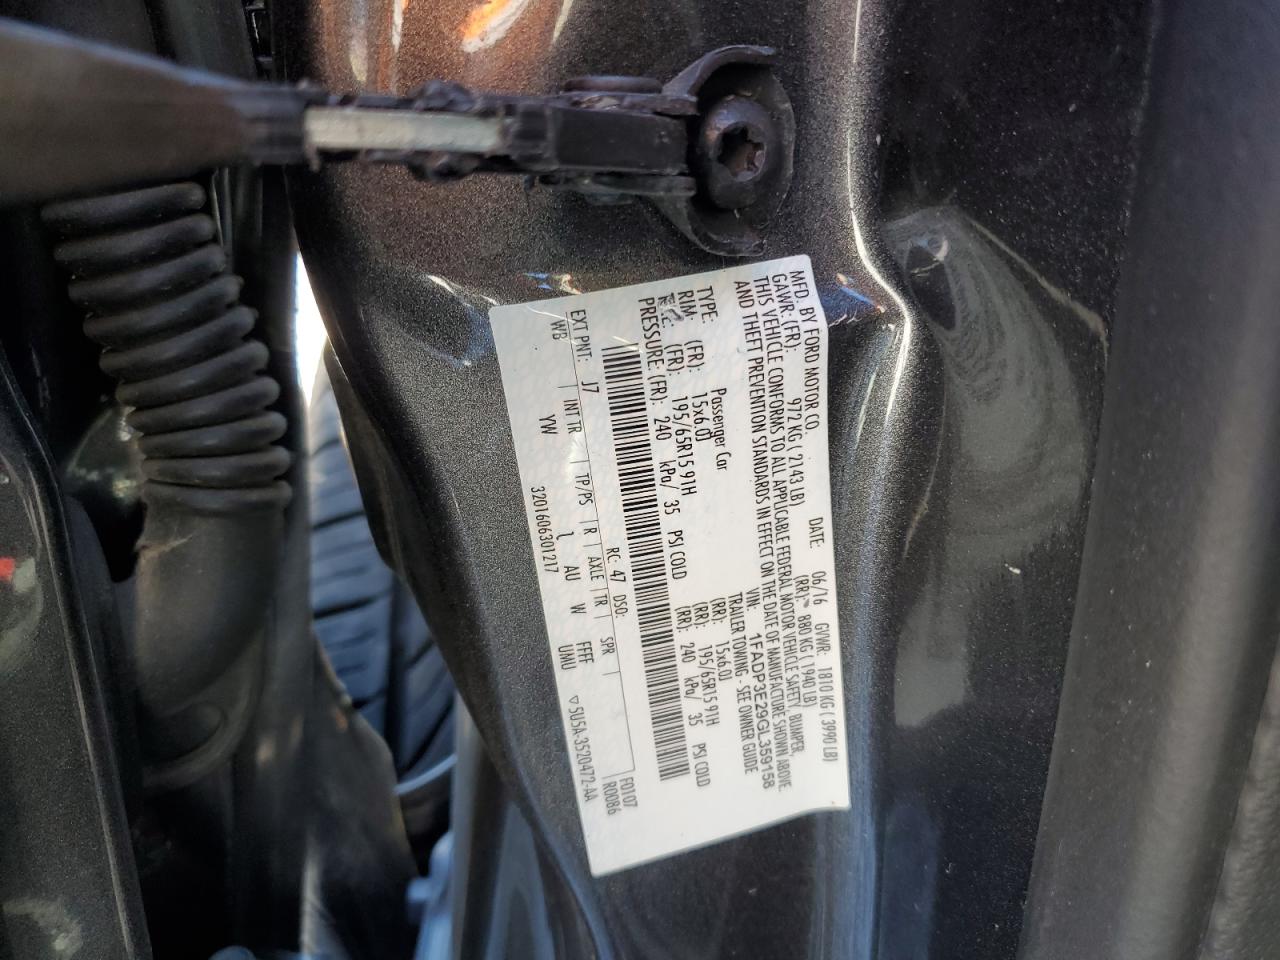 MFD. BY FORD MOTOR CO. DATE: 06/16 GVWR: 1810 KG ( 3990 LB)
GAWR: (FR): 972 KG ( 2143 LB) (RR): 880 KG ( 1940 LB)
THIS VEHICLE CONFORMS TO ALL APPLICABLE FEDERAL MOTOR VEHICLE SAFETY, BUMPER,
AND THEFT PREVENTION STANDARDS IN EFFECT ON THE DATE OF MANUFACTURE SHOWN ABOVE.
VIN: 1FADP3E29GL359158
TYPE: Passenger Car TRAILER TOWING - SEE OWNER GUIDE
RIM: (FR): 15x6.0J (RR): 15x6.0J
(FR): 195/65R15 91H (RR): 195/65R15 91H
PRESSURE: (FR): 240 kPa/ 35 PSI COLD (RR): 240 kPa/ 35 PSI COLD
RC: 47 DSO: F0107
EXT PNT: J7 INT TR TP/PS R AXLE TR SPR R0086
WB YW L AU W FFFF
3201606301217 UMU 5U5A-3520472-AA